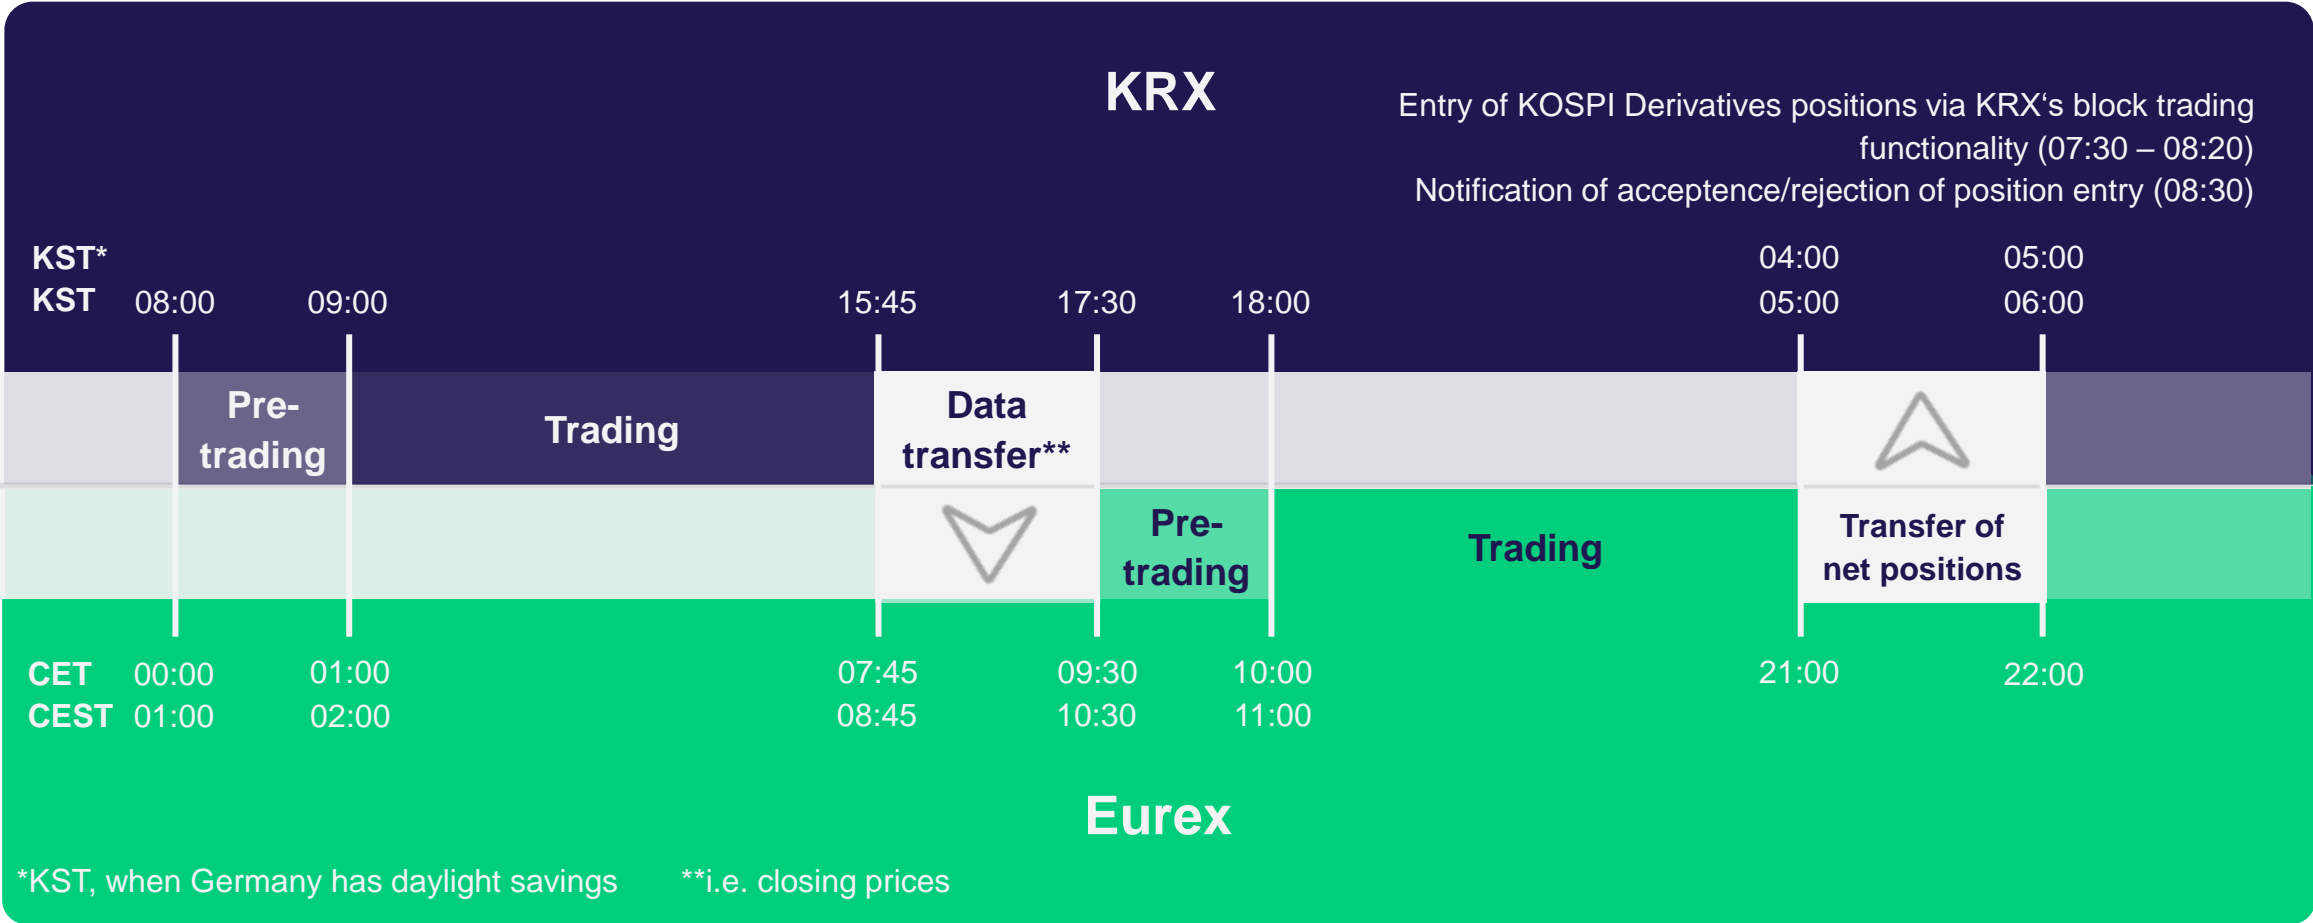 KRX
Entry of KOSPI Derivatives positions via KRX‘s block trading
functionality (07:30 – 08:20)
Notification of acceptence/rejection of position entry (08:30)
KST* 04:00 05:00
KST 08:00 09:00 15:45 17:30 18:00 05:00 06:00
Pre-
trading
Trading
Data
transfer**
Pre-
trading
Trading
Transfer of
net positions
CET 00:00 01:00 07:45 09:30 10:00 21:00 22:00
CEST 01:00 02:00 08:45 10:30 11:00
Eurex
*KST, when Germany has daylight savings **i.e. closing prices